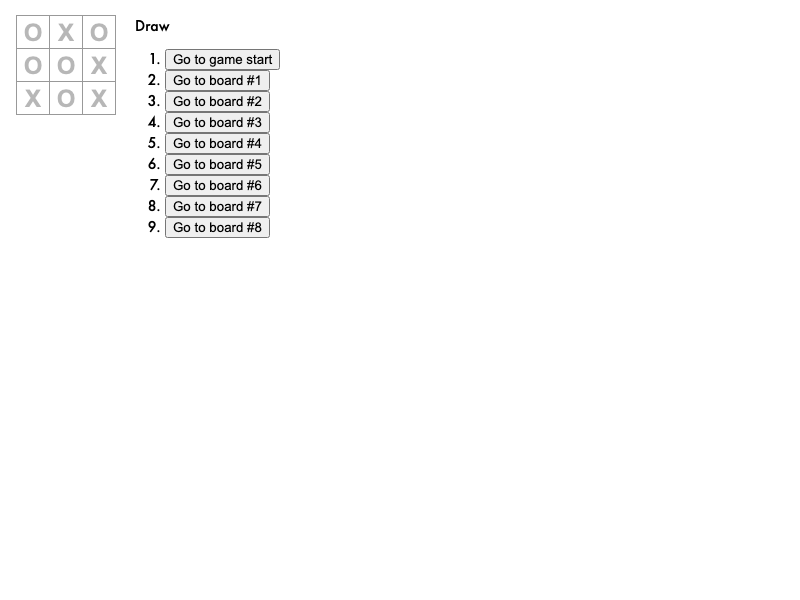 O X O
O O X
X O X
Draw
1. Go to game start
2. Go to board #1
3. Go to board #2
4. Go to board #3
5. Go to board #4
6. Go to board #5
7. Go to board #6
8. Go to board #7
9. Go to board #8